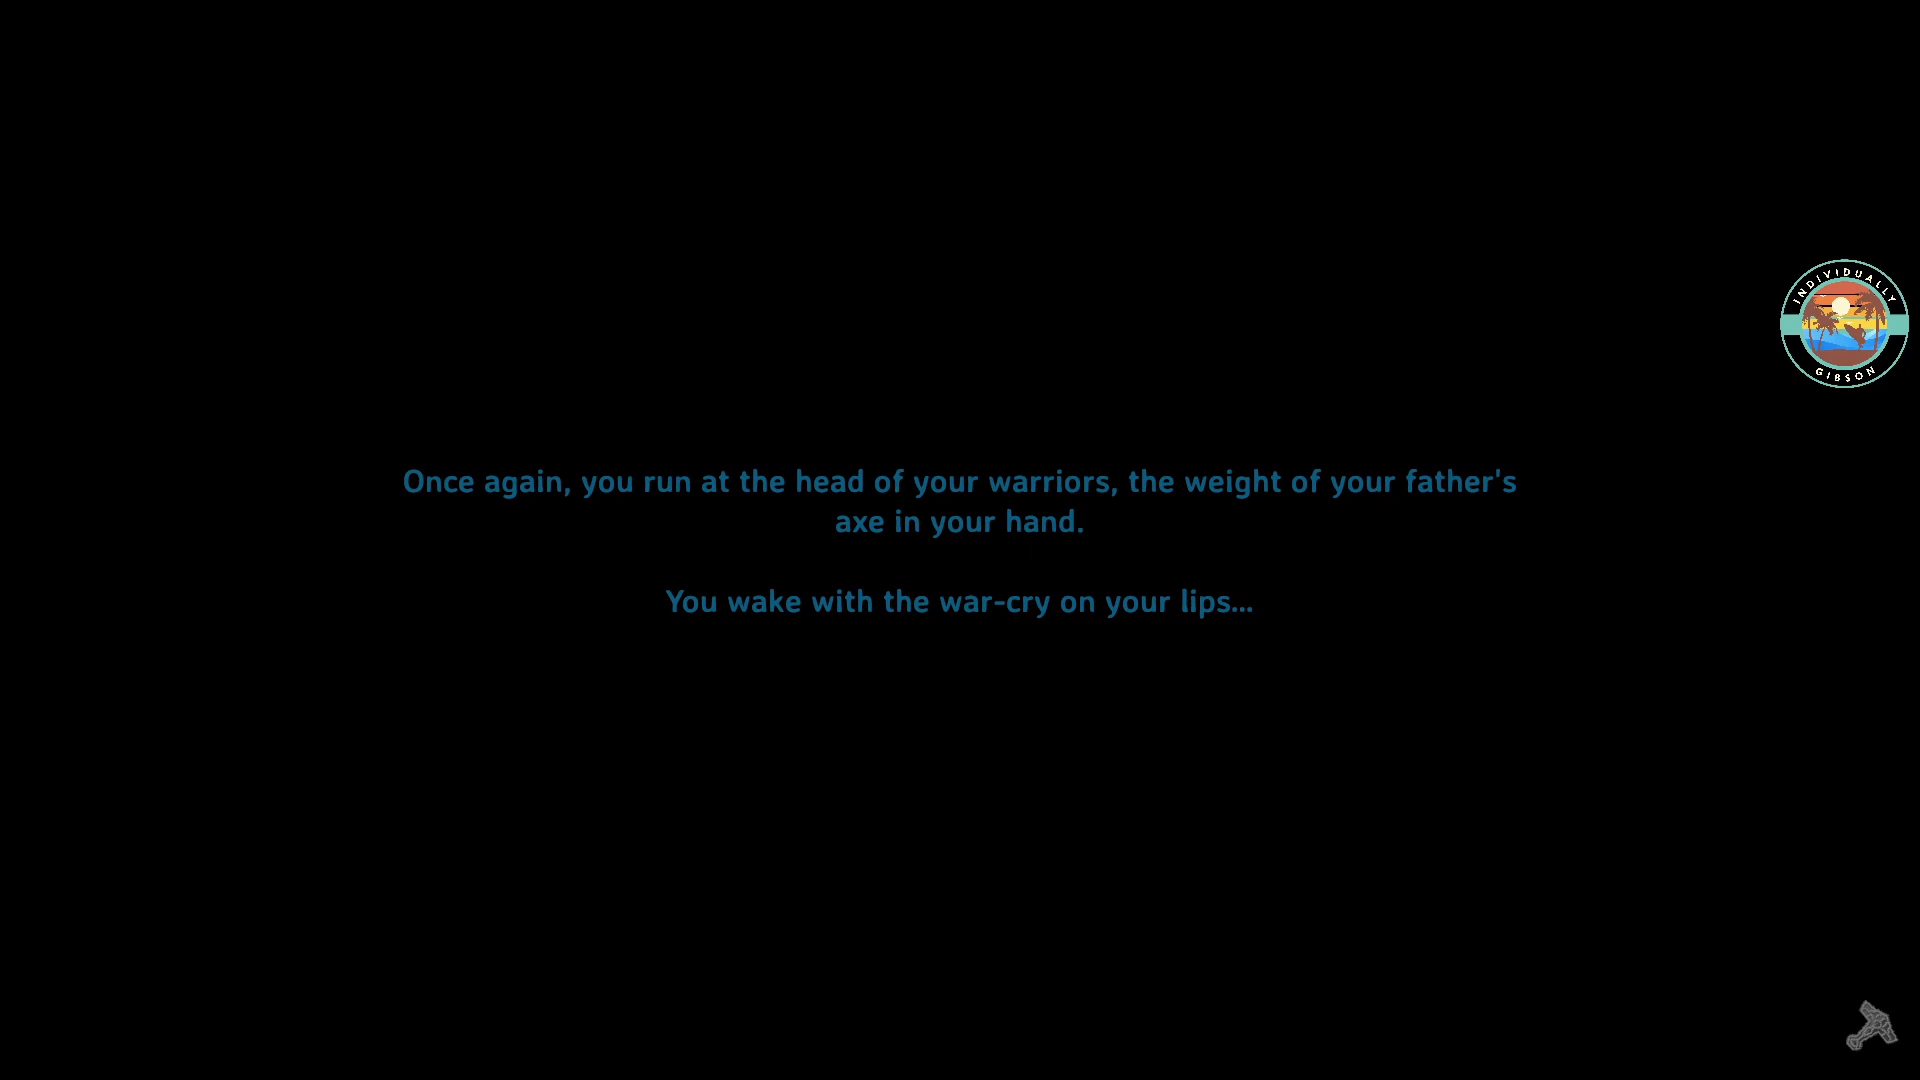 INDIVIDUALLY
GIBSON
Once again, you run at the head of your warriors, the weight of your father's
axe in your hand.
You wake with the war-cry on your lips...